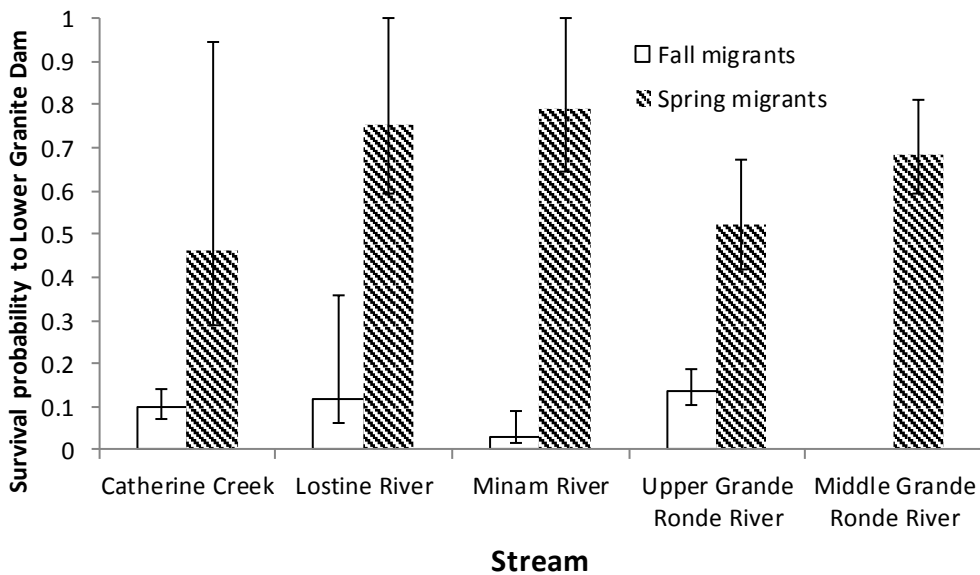 Survival probability to Lower Granite Dam
1
0.9
0.8
0.7
0.6
0.5
0.4
0.3
0.2
0.1
0
Fall migrants
Spring migrants
Catherine Creek
Lostine River
Minam River
Upper Grande
Ronde River
Middle Grande
Ronde River
Stream